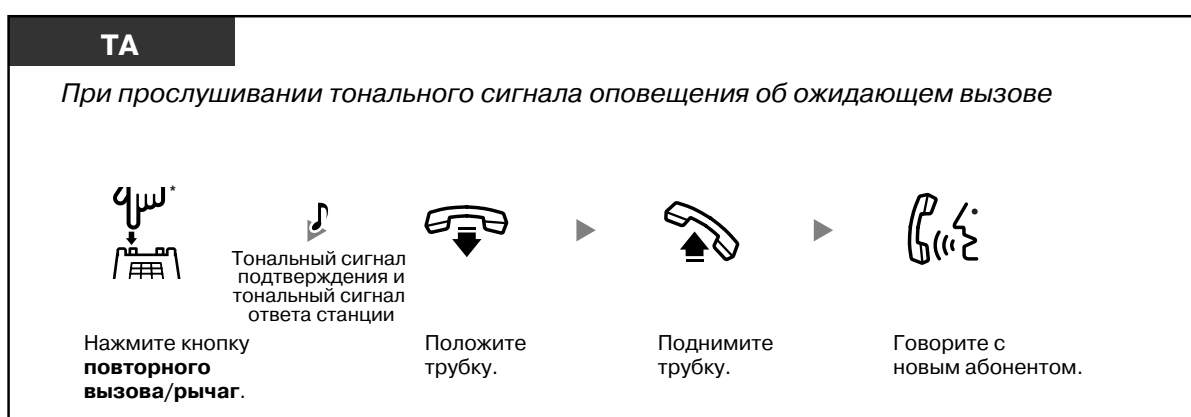 ТА
При прослушивании тонального сигнала оповещения об ожидающем вызове
*
Тональный сигнал
подтверждения и
тональный сигнал
ответа станции
Нажмите кнопку
повторного
вызова/рычаг.
Положите
трубку.
Поднимите
трубку.
Говорите с
новым абонентом.